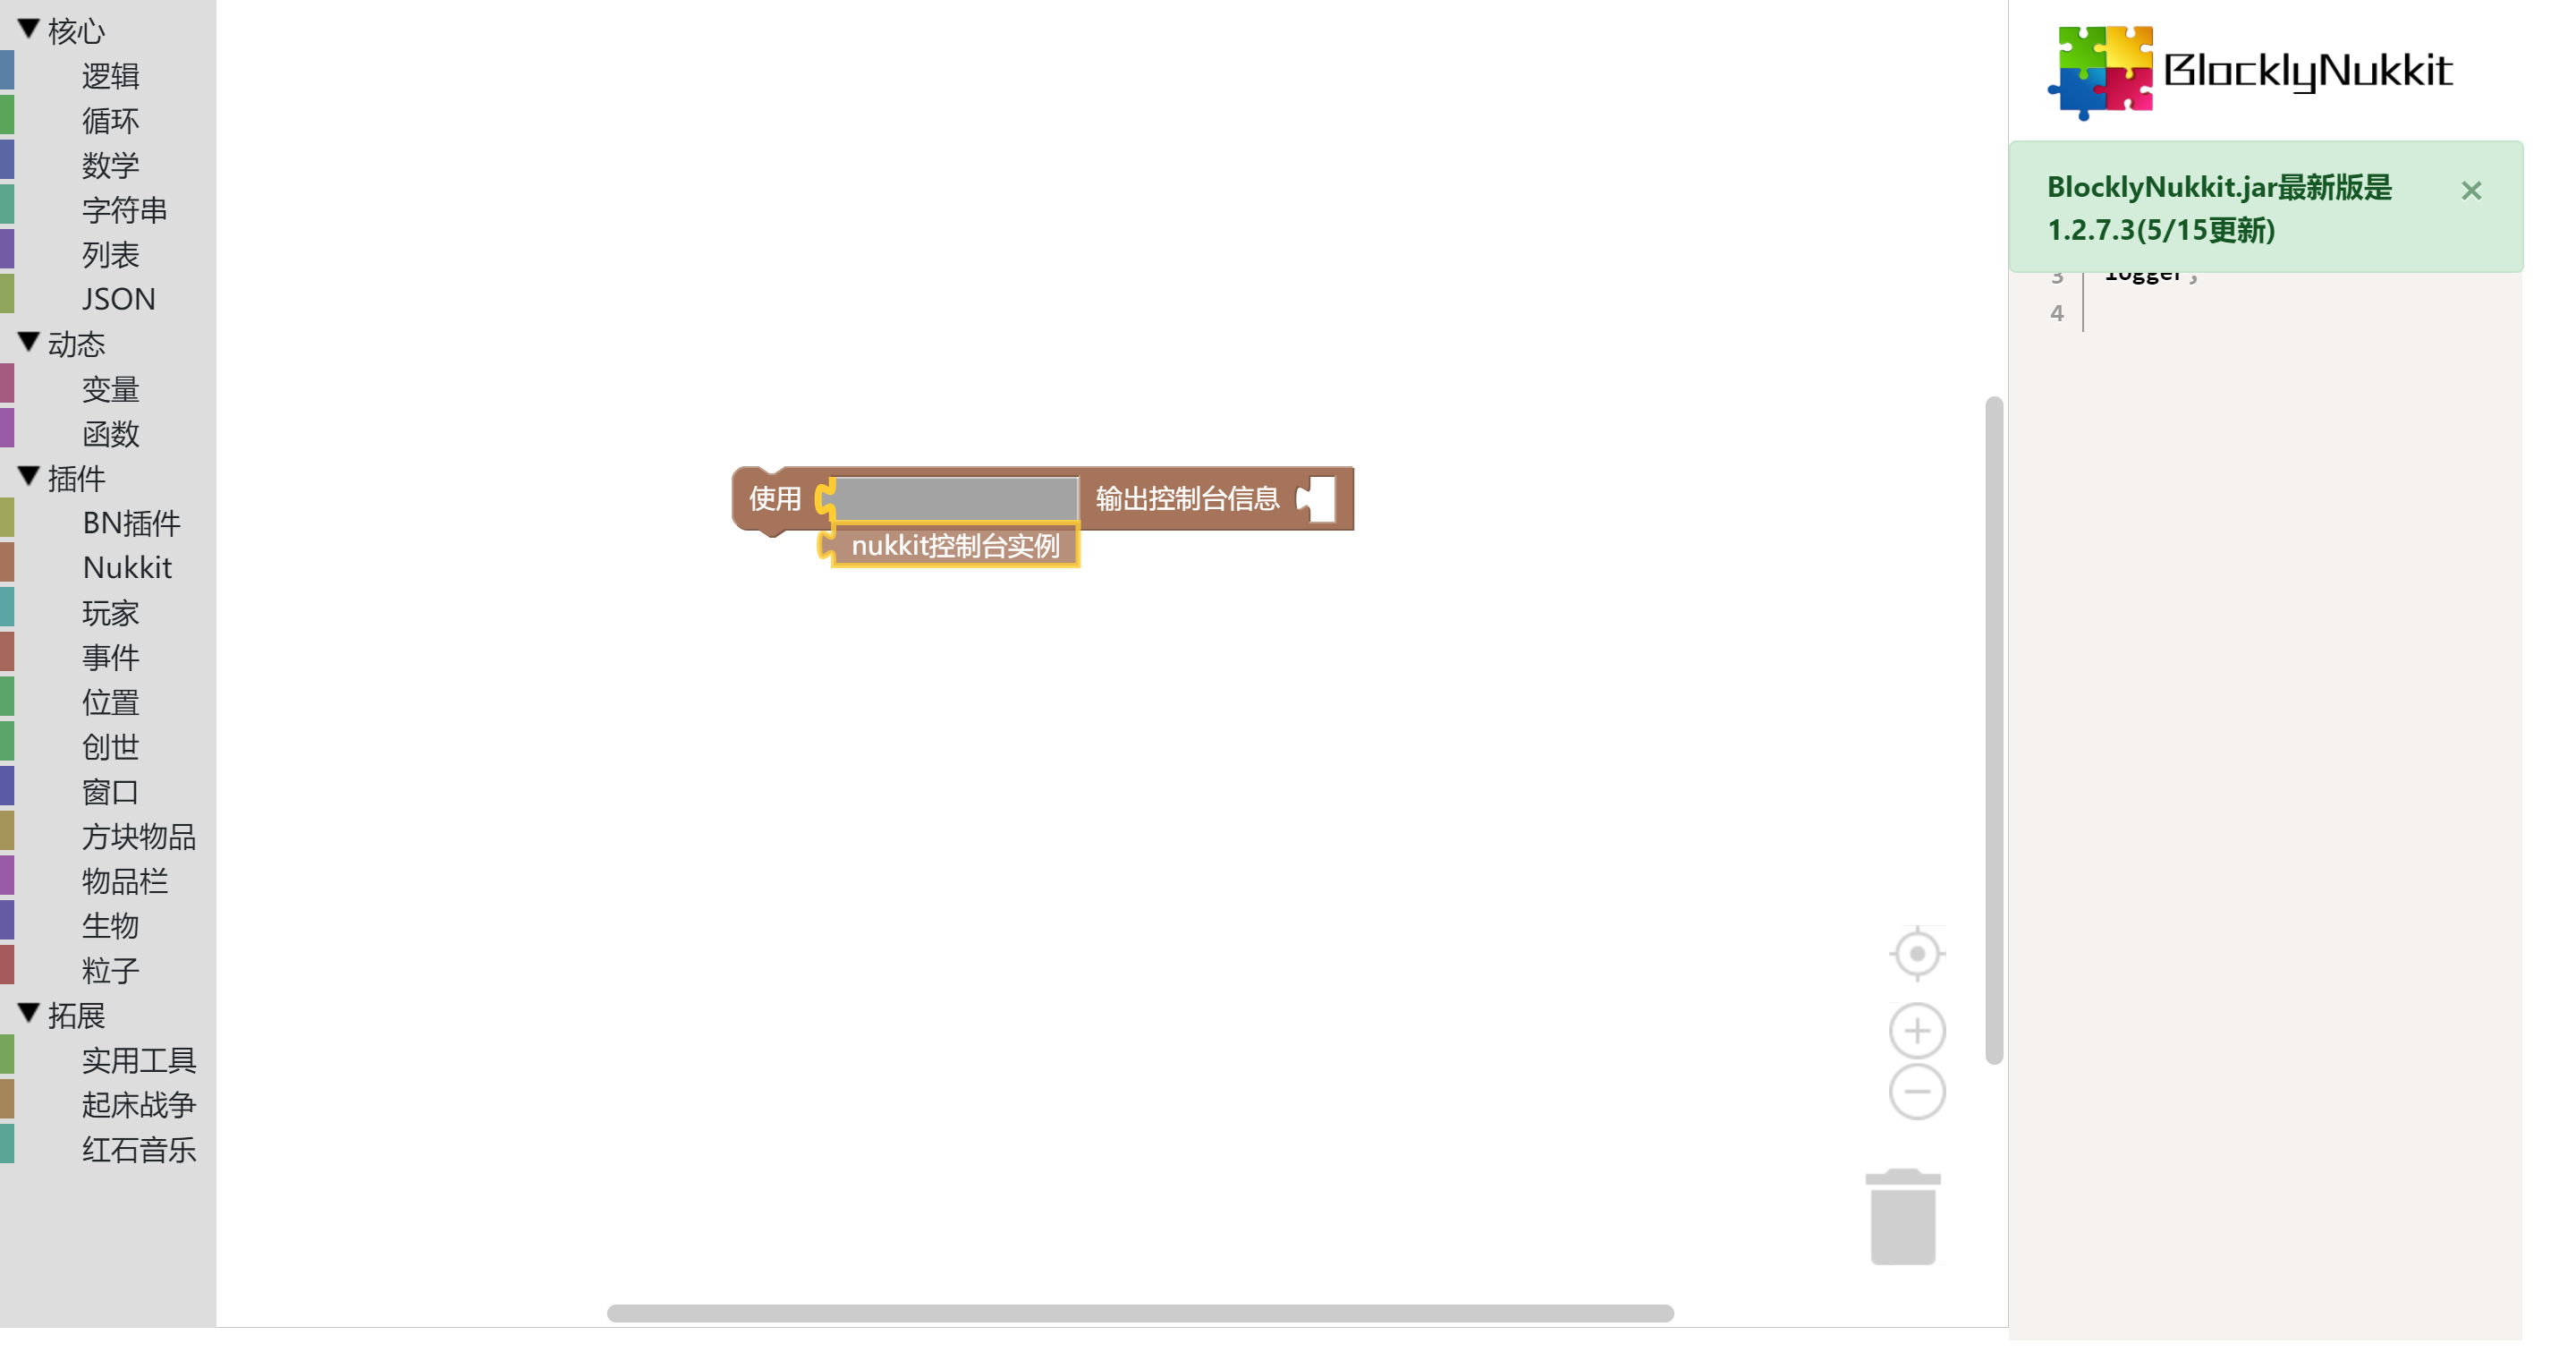 ▼ 核心
逻辑
循环
数学
字符串
列表
JSON
▼ 动态
变量
函数
▼ 插件
BN插件
Nukkit
玩家
事件
位置
创世
窗口
方块物品
物品栏
生物
粒子
▼ 拓展
实用工具
起床战争
红石音乐
使用 输出控制台信息
nukkit控制台实例
BlocklyNukkit
BlocklyNukkit.jar最新版是
1.2.7.3(5/15更新)
×
3 logger;
4